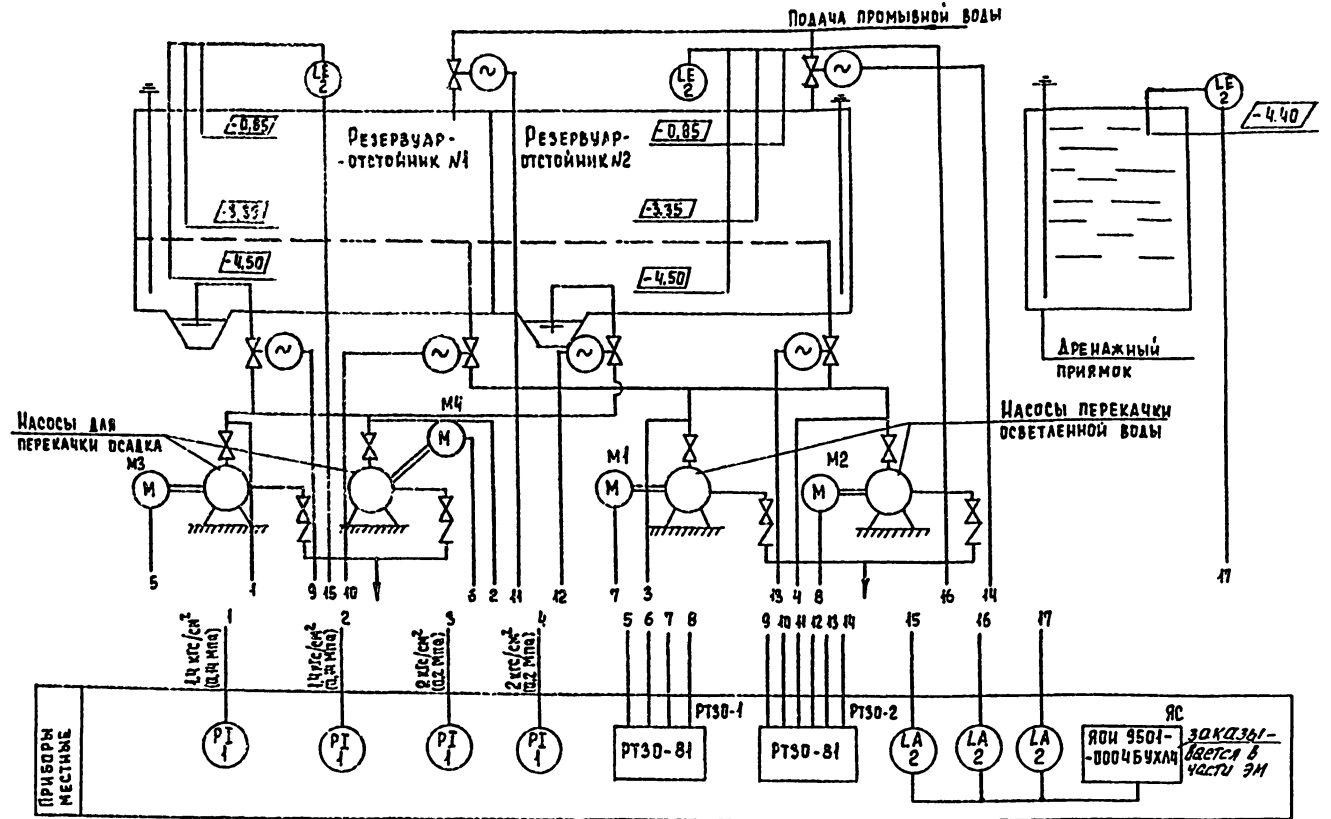 Подача промывной воды
LE
2
LE
2
LE
2
-4.40
-0,85
Резервуар-
-отстойник N1
Резервуар-
-отстойник N2
-0,85
-3,35
-3.35
-4,50
-4.50
~
~
~
~
~
~
Дренажный
приямок
Насосы для
перекачки осадка
М4
М
М3
М
М1
М
М2
М
Насосы перекачки
осветленной воды
5
1
9
15
10
6
2
11
12
7
3
13
4
8
16
14
17
1
2
3
4
5
6
7
8
9
10
11
12
13
14
15
16
17
1,4 кгс/см²
(0,14 МПа)
1,4 кгс/см²
(0,14 МПа)
2 кгс/см²
(0.2 МПа)
2 кгс/см²
(0.2 МПа)
Приборы
местные
PI
1
PI
1
PI
1
PI
1
РТ30-1
РТ30-81
РТ30-2
РТ30-81
LA
2
LA
2
LA
2
ЯС
ЯОИ 9501-
-0004БУХЛ4
заказы-
вается в
части ЭМ